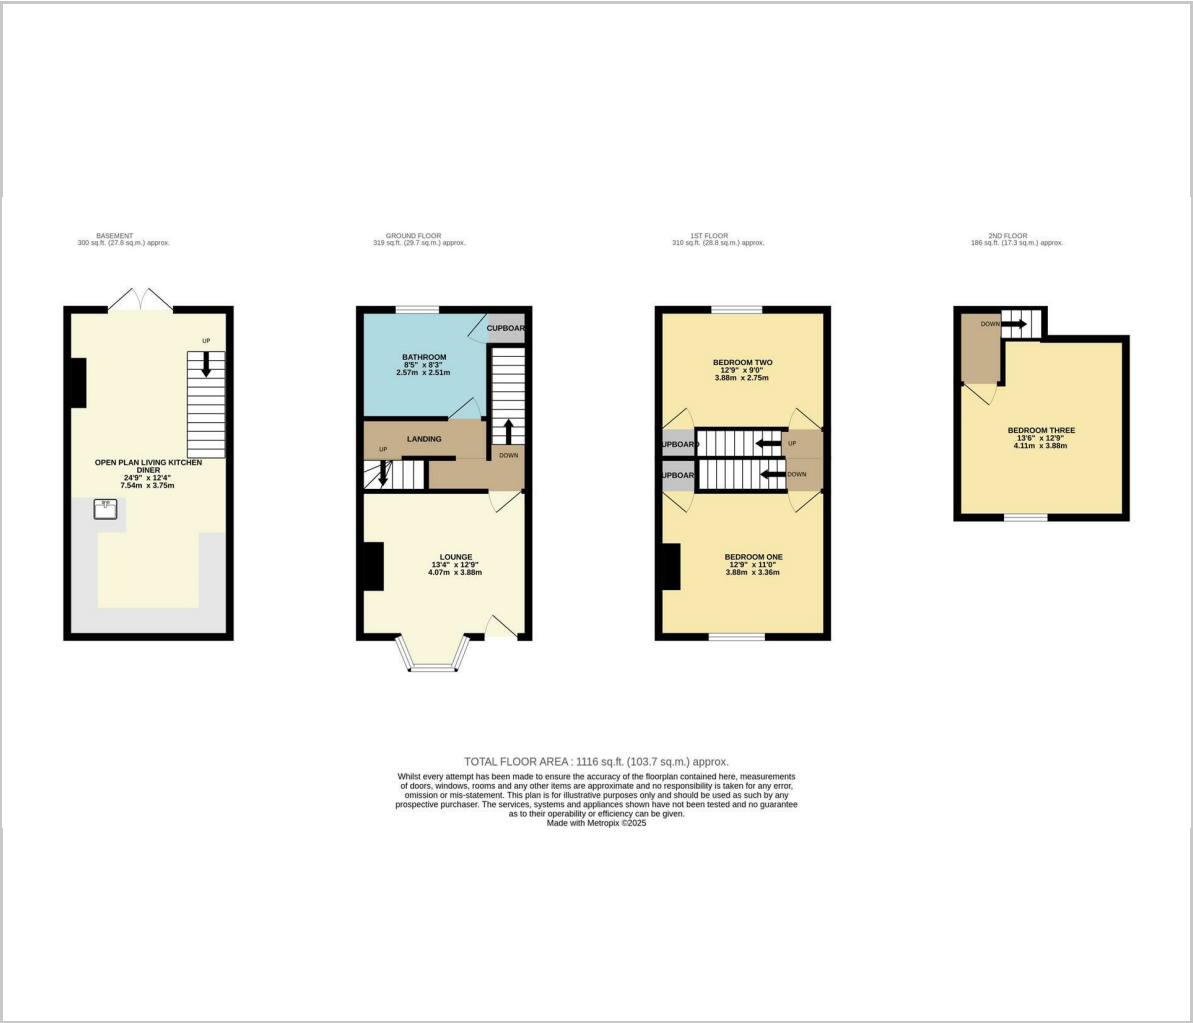 BASEMENT
300 sq.ft. (27.8 sq.m.) approx.
UP
OPEN PLAN LIVING KITCHEN
DINER
24'9" x 12'4"
7.54m x 3.75m
GROUND FLOOR
319 sq.ft. (29.7 sq.m.) approx.
CUPBOAR
BATHROOM
8'5" x 8'3"
2.57m x 2.51m
LANDING
UP
DOWN
LOUNGE
13'4" x 12'9"
4.07m x 3.88m
1ST FLOOR
310 sq.ft. (28.8 sq.m.) approx.
BEDROOM TWO
12'9" x 9'0"
3.88m x 2.75m
UPBOARD
UP
UPBOAR
DOWN
BEDROOM ONE
12'9" x 11'0"
3.88m x 3.36m
2ND FLOOR
186 sq.ft. (17.3 sq.m.) approx.
DOWN
BEDROOM THREE
13'6" x 12'9"
4.11m x 3.88m
TOTAL FLOOR AREA : 1116 sq.ft. (103.7 sq.m.) approx.
Whilst every attempt has been made to ensure the accuracy of the floorplan contained here, measurements
of doors, windows, rooms and any other items are approximate and no responsibility is taken for any error,
omission or mis-statement. This plan is for illustrative purposes only and should be used as such by any
prospective purchaser. The services, systems and appliances shown have not been tested and no guarantee
as to their operability or efficiency can be given.
Made with Metropix ©2025